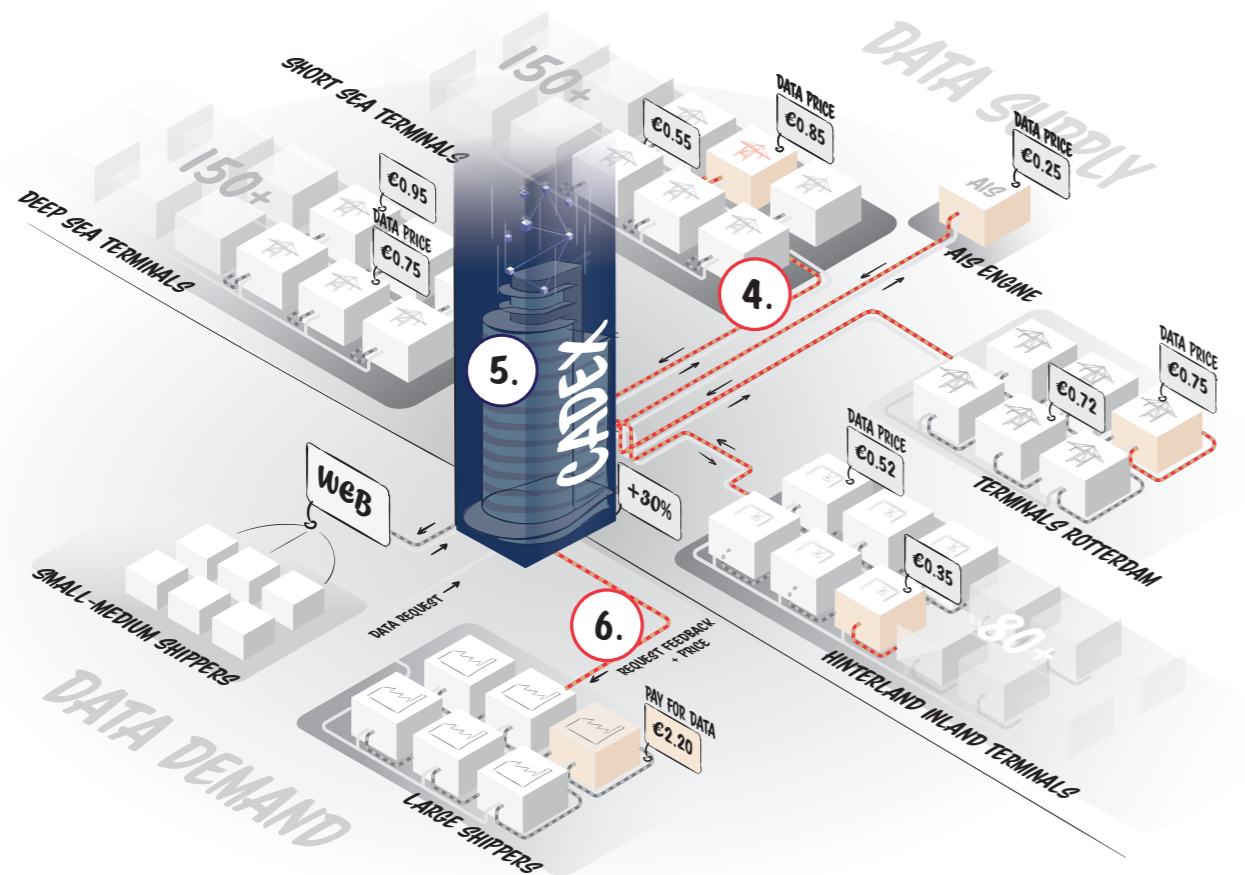 DATA SUPPLY
SHORT SEA TERMINALS
150+
€0.55
DATA PRICE
€0.85
DATA PRICE
€0.25
AIS
AIS ENGINE
DEEP SEA TERMINALS
150+
€0.95
DATA PRICE
€0.75
4.
5.
CADEX
+30%
DATA PRICE
€0.75
€0.72
TERMINALS ROTTERDAM
DATA PRICE
€0.52
€0.35
80+
HINTERLAND INLAND TERMINALS
WEB
SMALL-MEDIUM SHIPPERS
DATA REQUEST
6.
REQUEST FEEDBACK
+ PRICE
PAY FOR DATA
€2.20
LARGE SHIPPERS
DATA DEMAND